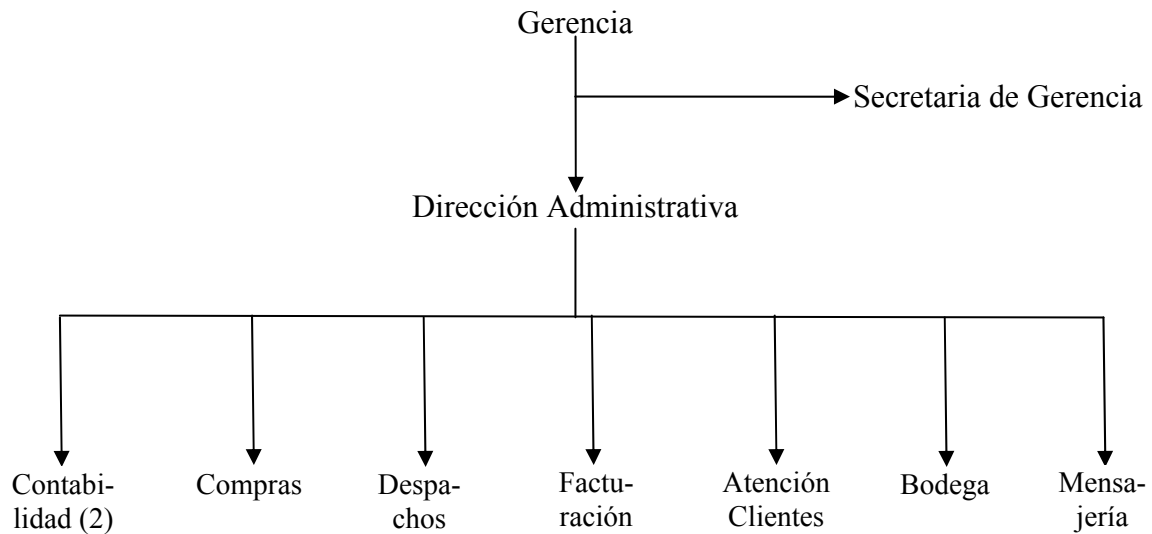 Gerencia
Secretaria de Gerencia
Dirección Administrativa
Contabi-
lidad (2)
Compras
Despa-
chos
Factu-
ración
Atención
Clientes
Bodega
Mensa-
jería